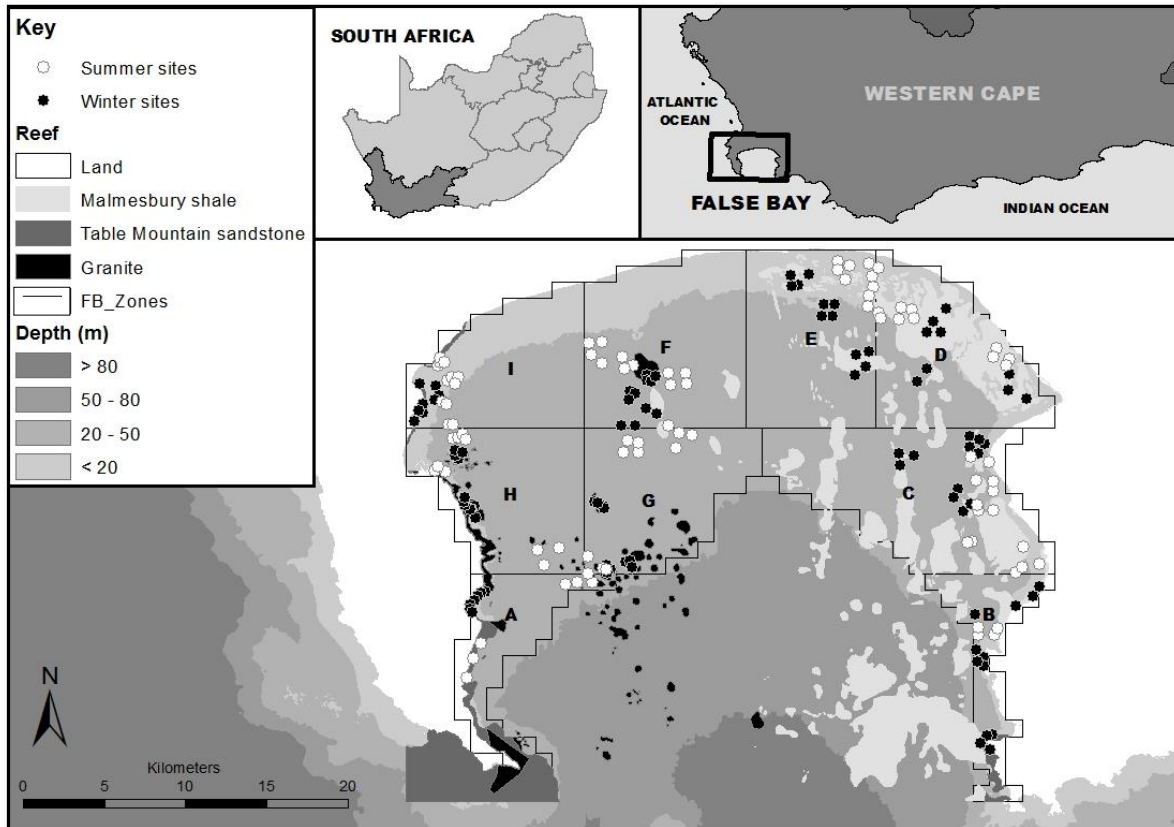 Key
Summer sites
Winter sites
Reef
Land
Malmesbury shale
Table Mountain sandstone
Granite
FB_Zones
Depth (m)
> 80
50 - 80
20 - 50
< 20
SOUTH AFRICA
ATLANTIC
OCEAN
WESTERN CAPE
FALSE BAY
INDIAN OCEAN
E
F
D
I
H
G
C
A
B
N
Kilometers
0 5 10 15 20